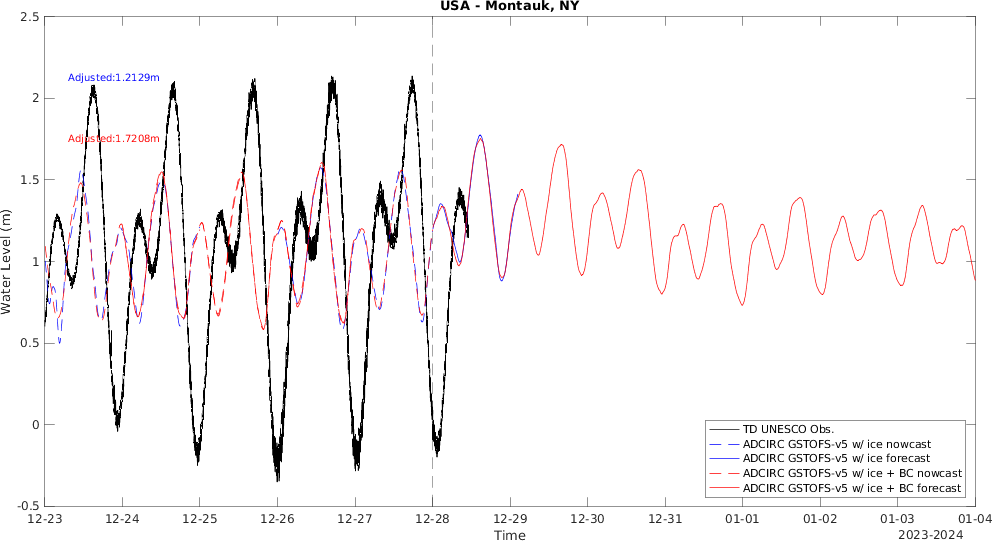 USA - Montauk, NY
2.5
2
1.5
1
0.5
0
-0.5
Water Level (m)
Adjusted:1.2129m
Adjusted:1.7208m
TD UNESCO Obs.
ADCIRC GSTOFS-v5 w/ ice nowcast
ADCIRC GSTOFS-v5 w/ ice forecast
ADCIRC GSTOFS-v5 w/ ice + BC nowcast
ADCIRC GSTOFS-v5 w/ ice + BC forecast
12-23 12-24 12-25 12-26 12-27 12-28 12-29 12-30 12-31 01-01 01-02 01-03 01-04
Time
2023-2024